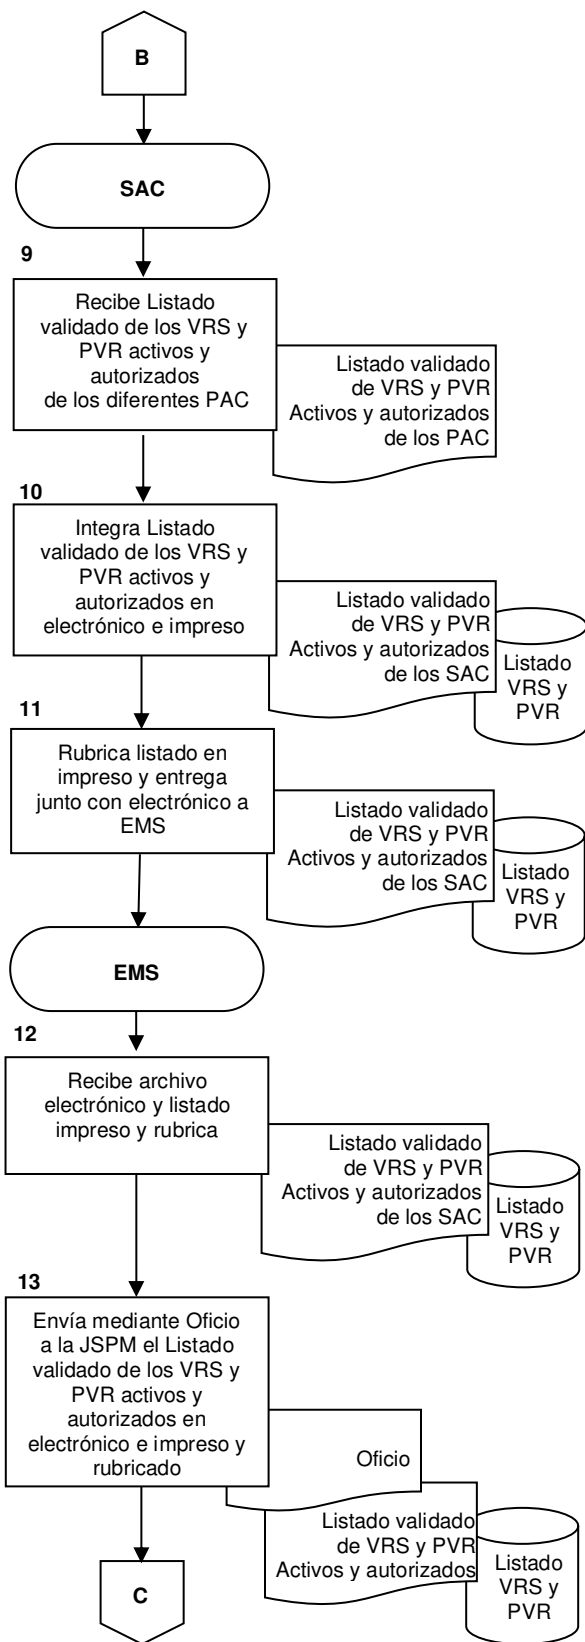 B
SAC
9
Recibe Listado
validado de los VRS y
PVR activos y
autorizados
de los diferentes PAC
Listado validado
de VRS y PVR
Activos y autorizados
de los PAC
10
Integra Listado
validado de los VRS y
PVR activos y
autorizados en
electrónico e impreso
Listado validado
de VRS y PVR
Activos y autorizados
de los SAC
Listado
VRS y
PVR
11
Rubrica listado en
impreso y entrega
junto con electrónico a
EMS
Listado validado
de VRS y PVR
Activos y autorizados
de los SAC
Listado
VRS y
PVR
EMS
12
Recibe archivo
electrónico y listado
impreso y rubrica
Listado validado
de VRS y PVR
Activos y autorizados
de los SAC
Listado
VRS y
PVR
13
Envía mediante Oficio
a la JSPM el Listado
validado de los VRS y
PVR activos y
autorizados en
electrónico e impreso y
rubricado
Oficio
Listado validado
de VRS y PVR
Activos y autorizados
Listado
VRS y
PVR
C